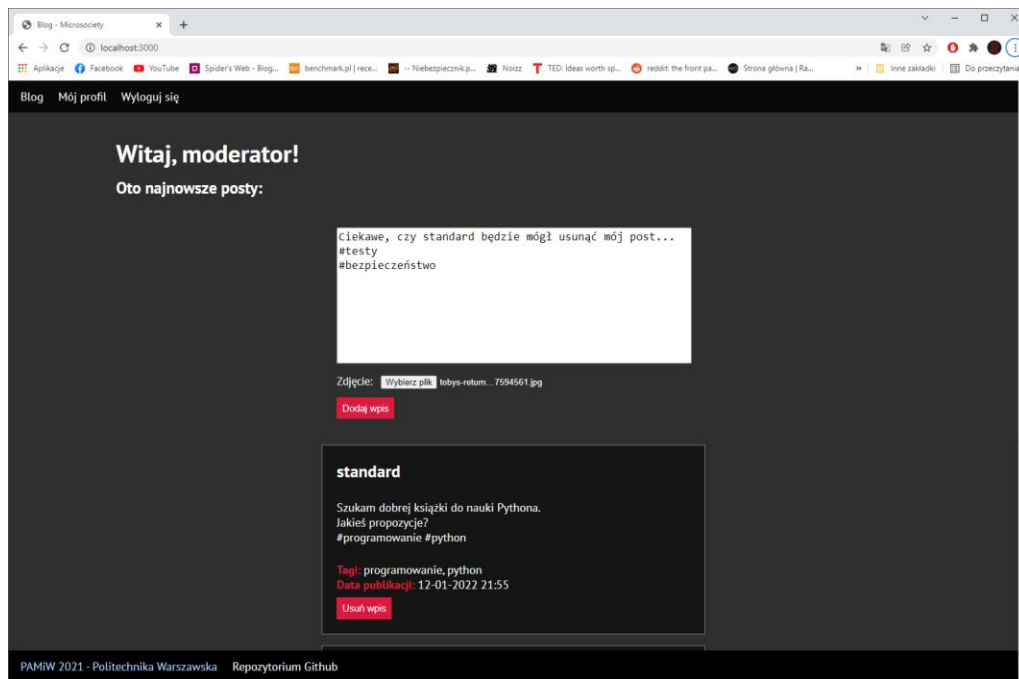 Blog - Microsociety
localhost:3000
Aplikacje Facebook YouTube Spider's Web - Blog... benchmark.pl | rece... -- Niebezpiecznik.p... Noizz TED: Ideas worth sp... reddit: the front pa... Strona główna | Ra... » Inne zakładki Do przeczytania
Blog Mój profil Wyloguj się
Witaj, moderator!
Oto najnowsze posty:
Ciekawe, czy standard będzie mógł usunąć mój post...
#testy
#bezpieczeństwo
Zdjęcie: Wybierz plik tobys-return...7594561.jpg
Dodaj wpis
standard
Szukam dobrej książki do nauki Pythona.
Jakieś propozycje?
#programowanie #python
Tagi: programowanie, python
Data publikacji: 12-01-2022 21:55
Usuń wpis
PAMiW 2021 - Politechnika Warszawska Repozytorium Github